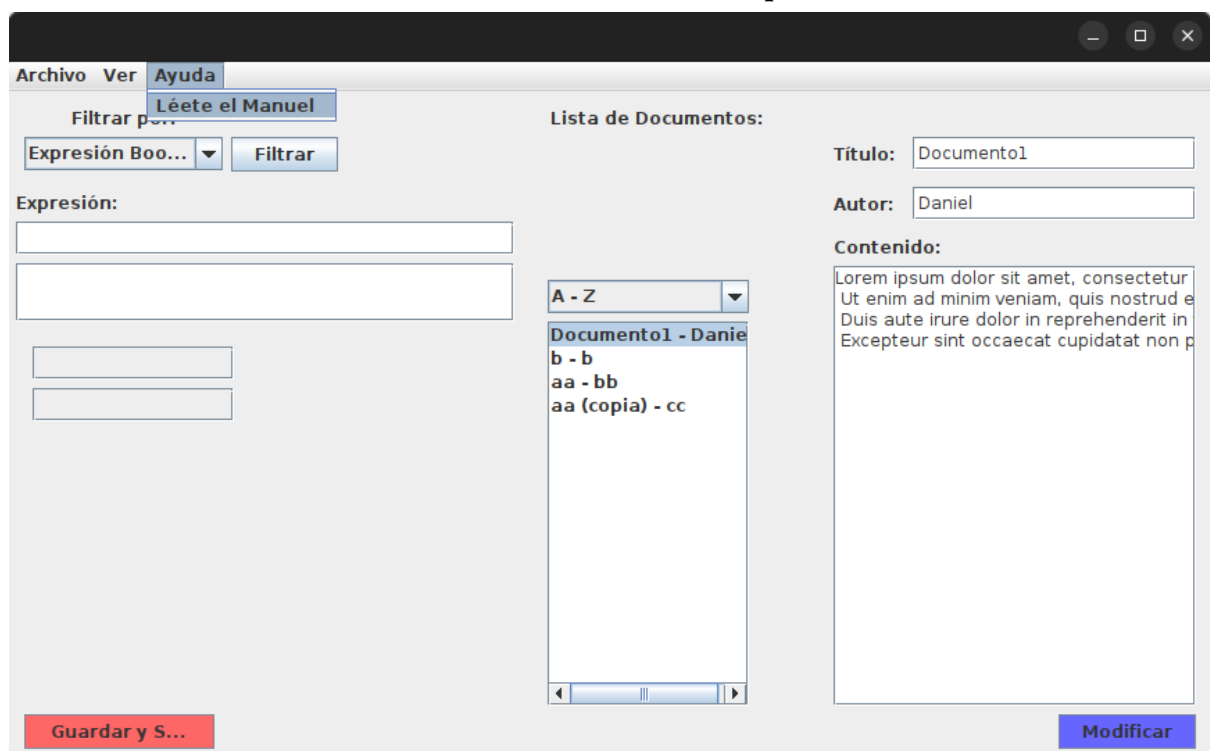 Archivo Ver Ayuda
Léete el Manuel
Filtrar
Expresión Boo...
Filtrar
Expresión:
Guardar y S...
Lista de Documentos:
A - Z
Documento1 - Danie
b - b
aa - bb
aa (copia) - cc
Título: Documento1
Autor: Daniel
Contenido:
Lorem ipsum dolor sit amet, consectetur
Ut enim ad minim veniam, quis nostrud e
Duis aute irure dolor in reprehenderit in
Excepteur sint occaecat cupidatat non p
Modificar